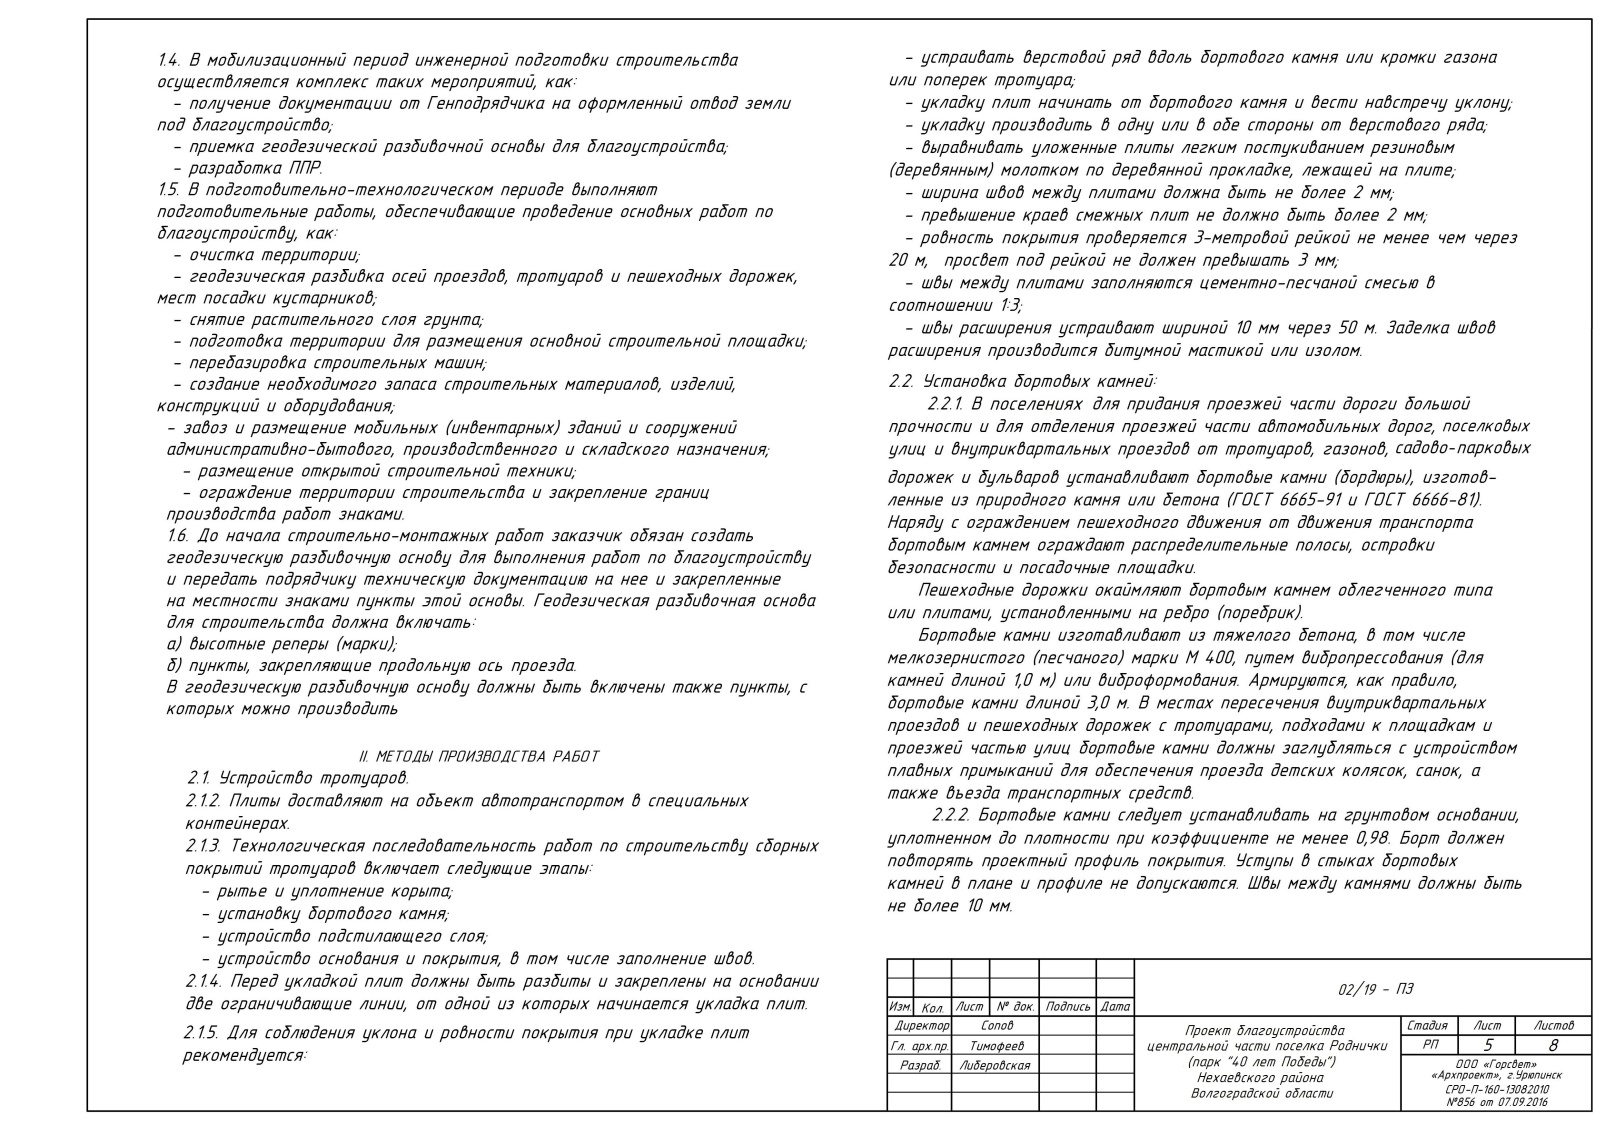 1.4. В мобилизационный период инженерной подготовки строительства
осуществляется комплекс таких мероприятий, как:
- получение документации от Генподрядчика на оформленный отвод земли
под благоустройство;
- приемка геодезической разбивочной основы для благоустройства;
- разработка ППР.
1.5. В подготовительно-технологическом периоде выполняют
подготовительные работы, обеспечивающие проведение основных работ по
благоустройству, как:
- очистка территории;
- геодезическая разбивка осей проездов, тротуаров и пешеходных дорожек,
мест посадки кустарников;
- снятие растительного слоя грунта;
- подготовка территории для размещения основной строительной площадки;
- перебазировка строительных машин;
- создание необходимого запаса строительных материалов, изделий,
конструкций и оборудования;
- завоз и размещение мобильных (инвентарных) зданий и сооружений
административно-бытового, производственного и складского назначения;
- размещение открытой строительной техники;
- ограждение территории строительства и закрепление границ
производства работ знаками.
1.6. До начала строительно-монтажных работ заказчик обязан создать
геодезическую разбивочную основу для выполнения работ по благоустройству
и передать подрядчику техническую документацию на нее и закрепленные
на местности знаками пункты этой основы. Геодезическая разбивочная основа
для строительства должна включать:
а) высотные реперы (марки);
б) пункты, закрепляющие продольную ось проезда.
В геодезическую разбивочную основу должны быть включены также пункты, с
которых можно производить
II. МЕТОДЫ ПРОИЗВОДСТВА РАБОТ
2.1. Устройство тротуаров.
2.1.2. Плиты доставляют на объект автотранспортом в специальных
контейнерах.
2.1.3. Технологическая последовательность работ по строительству сборных
покрытий тротуаров включает следующие этапы:
- рытье и уплотнение корыта;
- установку бортового камня;
- устройство подстилающего слоя;
- устройство основания и покрытия, в том числе заполнение швов.
2.1.4. Перед укладкой плит должны быть разбиты и закреплены на основании
две ограничивающие линии, от одной из которых начинается укладка плит.
2.1.5. Для соблюдения уклона и ровности покрытия при укладке плит
рекомендуется:
- устраивать верстовой ряд вдоль бортового камня или кромки газона
или поперек тротуара;
- укладку плит начинать от бортового камня и вести навстречу уклону;
- укладку производить в одну или в обе стороны от верстового ряда;
- выравнивать уложенные плиты легким постукиванием резиновым
(деревянным) молотком по деревянной прокладке, лежащей на плите;
- ширина швов между плитами должна быть не более 2 мм;
- превышение краев смежных плит не должно быть более 2 мм;
- ровность покрытия проверяется 3-метровой рейкой не менее чем через
20 м, просвет под рейкой не должен превышать 3 мм;
- швы между плитами заполняются цементно-песчаной смесью в
соотношении 1:3;
- швы расширения устраивают шириной 10 мм через 50 м. Заделка швов
расширения производится битумной мастикой или изолом.
2.2. Установка бортовых камней:
2.2.1. В поселениях для придания проезжей части дороги большой
прочности и для отделения проезжей части автомобильных дорог, поселковых
улиц и внутриквартальных проездов от тротуаров, газонов, садово-парковых
дорожек и бульваров устанавливают бортовые камни (бордюры), изготов-
ленные из природного камня или бетона (ГОСТ 6665-91 и ГОСТ 6666-81).
Наряду с ограждением пешеходного движения от движения транспорта
бортовым камнем ограждают распределительные полосы, островки
безопасности и посадочные площадки.
Пешеходные дорожки окаймляют бортовым камнем облегченного типа
или плитами, установленными на ребро (поребрик).
Бортовые камни изготавливают из тяжелого бетона, в том числе
мелкозернистого (песчаного) марки М 400, путем вибропрессования (для
камней длиной 1,0 м) или виброформования. Армируются, как правило,
бортовые камни длиной 3,0 м. В местах пересечения виутриквартальных
проездов и пешеходных дорожек с тротуарами, подходами к площадкам и
проезжей частью улиц бортовые камни должны заглубляться с устройством
плавных примыканий для обеспечения проезда детских колясок, санок, а
также въезда транспортных средств.
2.2.2. Бортовые камни следует устанавливать на грунтовом основании,
уплотненном до плотности при коэффициенте не менее 0,98. Борт должен
повторять проектный профиль покрытия. Уступы в стыках бортовых
камней в плане и профиле не допускаются. Швы между камнями должны быть
не более 10 мм.
02/19 - ПЗ
Изм. Кол. Лист № док. Подпись Дата
Директор Сопов
Гл. арх.пр. Тимофеев
Разраб. Либеровская
Проект благоустройства
центральной части поселка Роднички
(парк "40 лет Победы")
Нехаевского района
Волгоградской области
Стадия Лист Листов
РП 5 8
ООО «Горсвет»
«Архпроект», г.Урюпинск
СРО-П-160-13082010
№856 от 07.09.2016